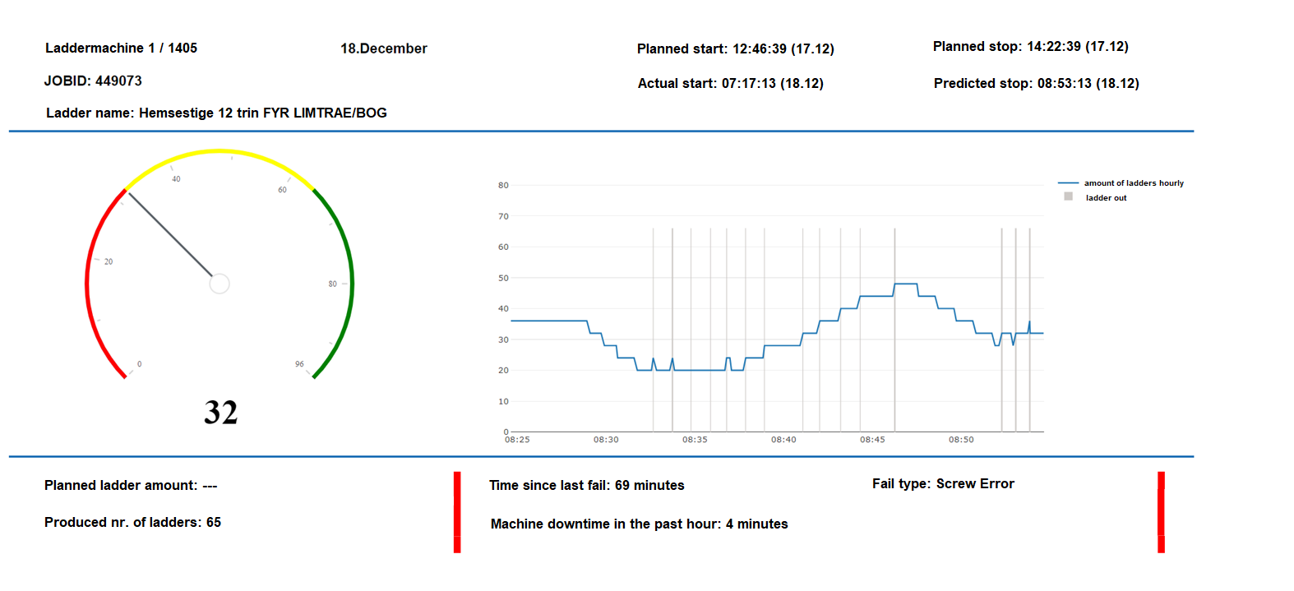 Laddermachine 1 / 1405
18.December
Planned start: 12:46:39 (17.12)
Planned stop: 14:22:39 (17.12)
JOBID: 449073
Actual start: 07:17:13 (18.12)
Predicted stop: 08:53:13 (18.12)
Ladder name: Hemsestige 12 trin FYR LIMTRAE/BOG
0
20
40
60
80
96
32
80
70
60
50
40
30
20
10
0
08:25
08:30
08:35
08:40
08:45
08:50
amount of ladders hourly
ladder out
Planned ladder amount: ---
Produced nr. of ladders: 65
Time since last fail: 69 minutes
Fail type: Screw Error
Machine downtime in the past hour: 4 minutes